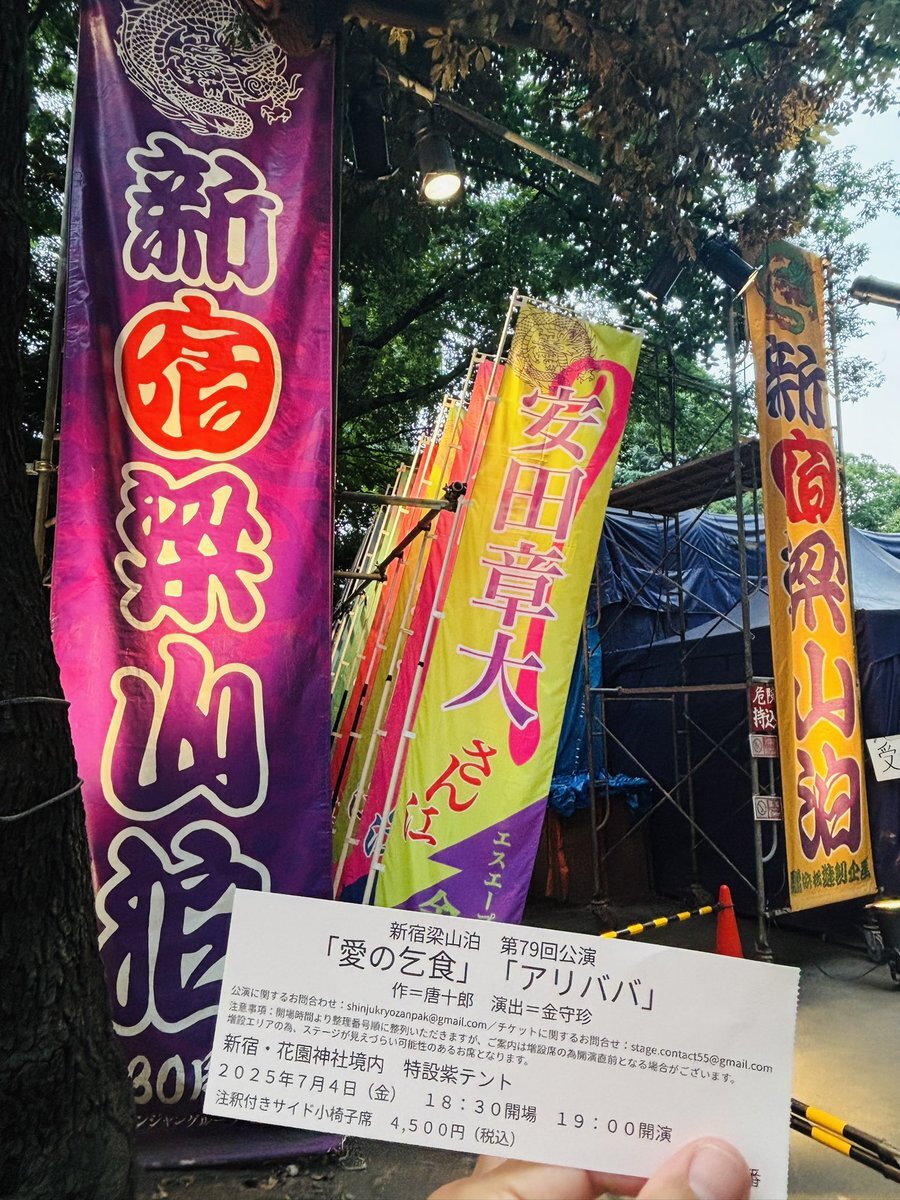 新宿梁山泊
30周
安田章大
さん江
エスエープ
新宿梁山泊
危険
持込
受
新宿梁山泊　第79回公演
「愛の乞食」「アリババ」
作＝唐十郎　演出＝金守珍
公演に関するお問合わせ：shinjukryozanpak@gmail.com／チケットに関するお問合せ：stage.contact55@gmail.com
注意事項：開場時間より整理番号順に整列いただきますが、ご案内は増設席の為開演直前となる場合がございます。
増設エリアの為、ステージが見えづらい可能性のあるお席となります。
新宿・花園神社境内　特設紫テント
２０２５年７月４日（金）　１８：３０開場　１９：００開演
注釈付きサイド小椅子席　4,500円（税込）
番